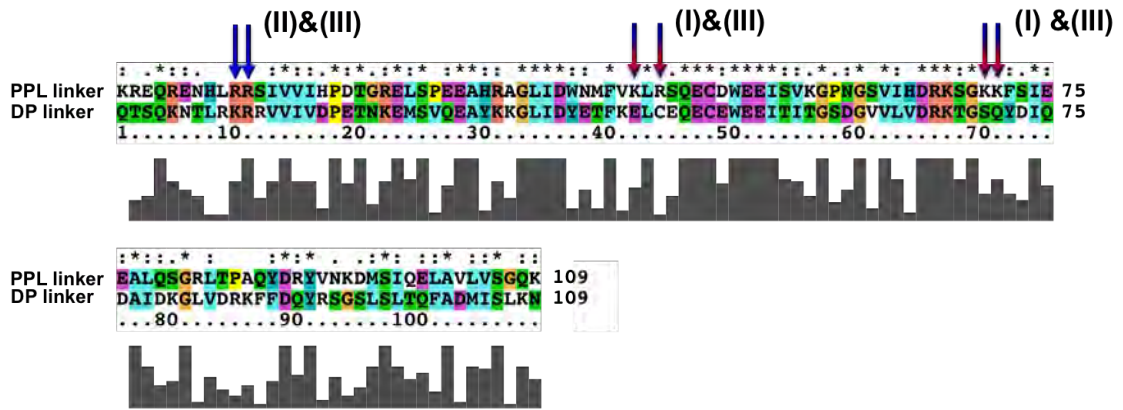 (II)&(III) (I)&(III) (I) &(III)
PPL linker KREQRENHLRRSIVVIHPDTGRELSPEEAHRAGLIDWNMFVKLRSQECDWEEISVKGPNGSVIHDRKSGKKFSIE 75
DP linker QTSQKNTLRKRRVVIVDPETNKEMSVQEAYKKGLIDYETFKELCEQECEWEEITITGSDGVVLVDRKTGSQYDIQ 75
1.......10........20........30........40........50........60........70.....
:*::..* : :*:* . .. :*: :. *:.:*: ..:
PPL linker EALQSGRLTPAQYDRYVNKDMSIQELAVLVSGQK 109
DP linker DAIDKGLVDRKFFDQYRSGSLSLTQFADMISLKN 109
...80........90.......100.........